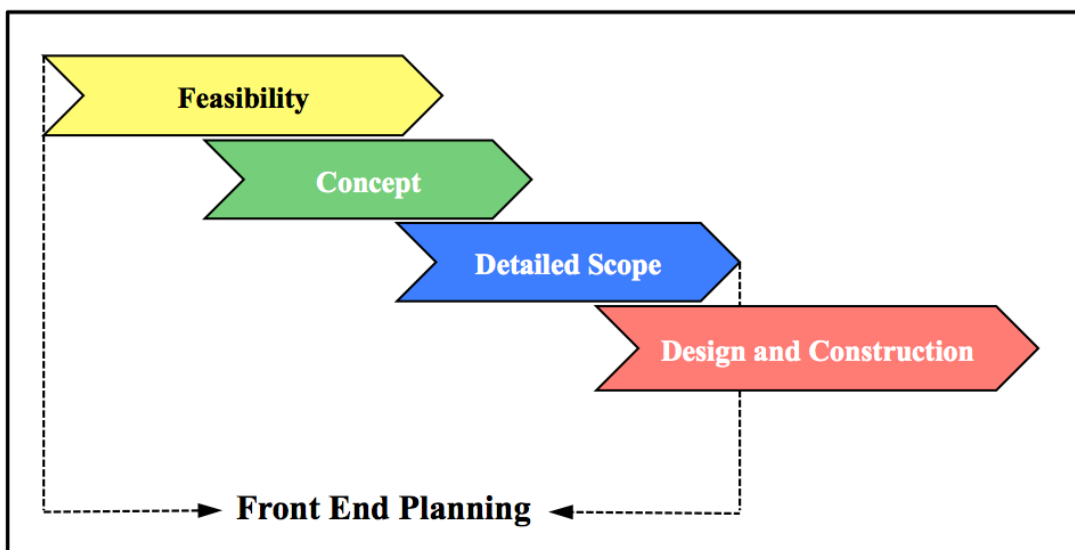 Feasibility
Concept
Detailed Scope
Design and Construction
Front End Planning